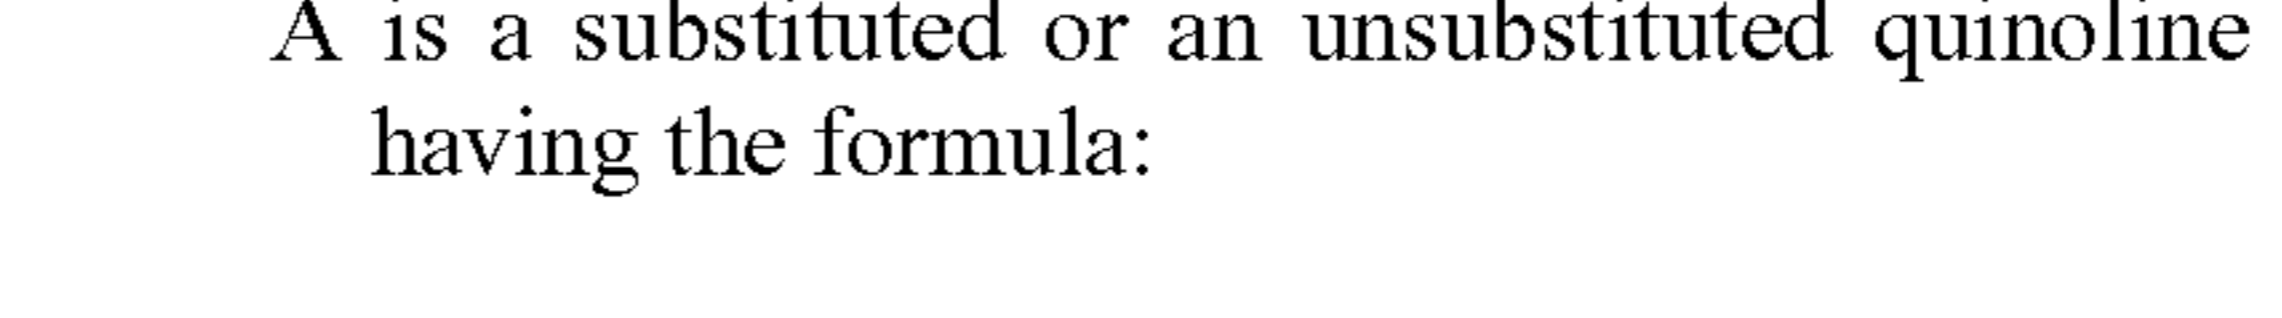 A is a substituted or an unsubstituted quinoline
having the formula: